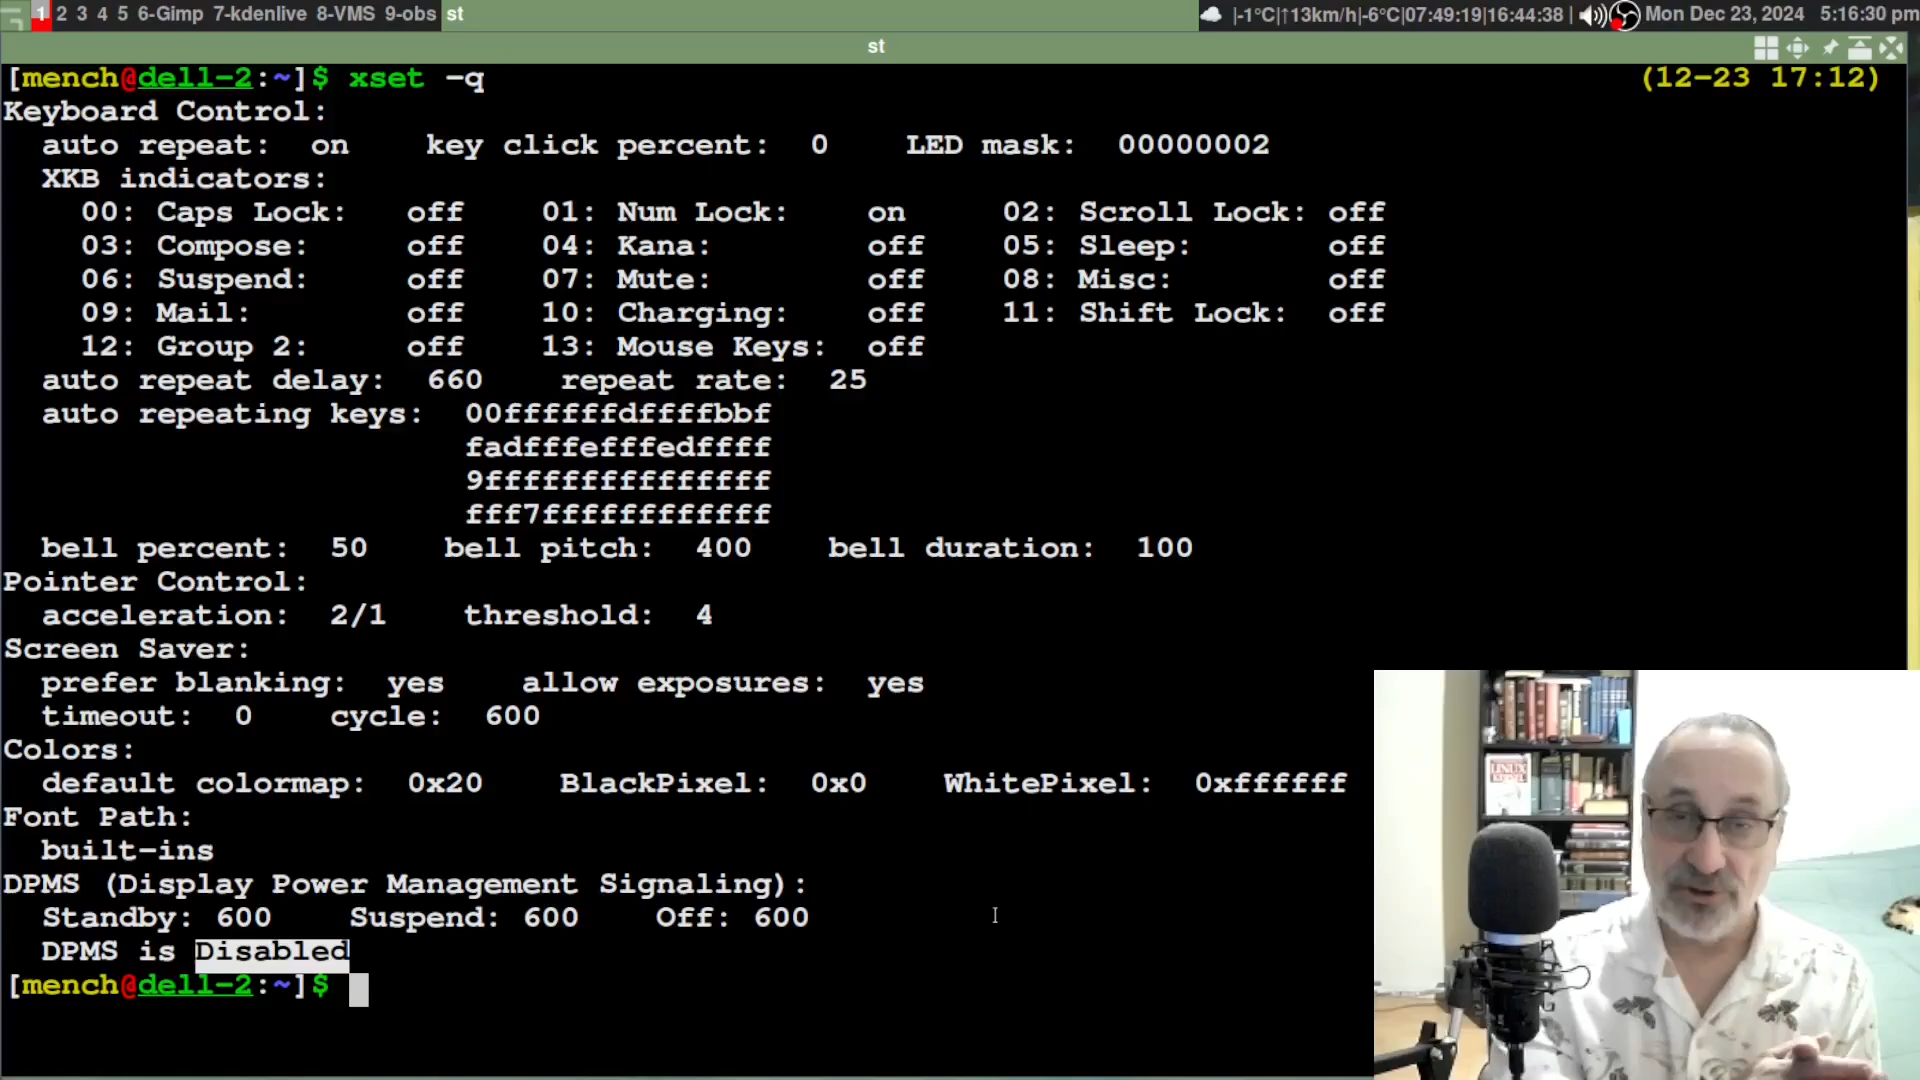 1 2 3 4 5 6-Gimp 7-kdenlive 8-VMS 9-obs st |-1°C|↑13km/h|-6°C|07:49:19|16:44:38| Mon Dec 23, 2024 5:16:30 pm
st
[mench@dell-2:~]$ xset -q (12-23 17:12)
Keyboard Control:
auto repeat: on key click percent: 0 LED mask: 00000002
XKB indicators:
00: Caps Lock: off 01: Num Lock: on 02: Scroll Lock: off
03: Compose: off 04: Kana: off 05: Sleep: off
06: Suspend: off 07: Mute: off 08: Misc: off
09: Mail: off 10: Charging: off 11: Shift Lock: off
12: Group 2: off 13: Mouse Keys: off
auto repeat delay: 660 repeat rate: 25
auto repeating keys: 00ffffffdffffbbf
fadfffefffedffff
9fffffffffffffff
fff7ffffffffffff
bell percent: 50 bell pitch: 400 bell duration: 100
Pointer Control:
acceleration: 2/1 threshold: 4
Screen Saver:
prefer blanking: yes allow exposures: yes
timeout: 0 cycle: 600
Colors:
default colormap: 0x20 BlackPixel: 0x0 WhitePixel: 0xffffff
Font Path:
built-ins
DPMS (Display Power Management Signaling):
Standby: 600 Suspend: 600 Off: 600
DPMS is Disabled
[mench@dell-2:~]$
LINUX
KERNEL